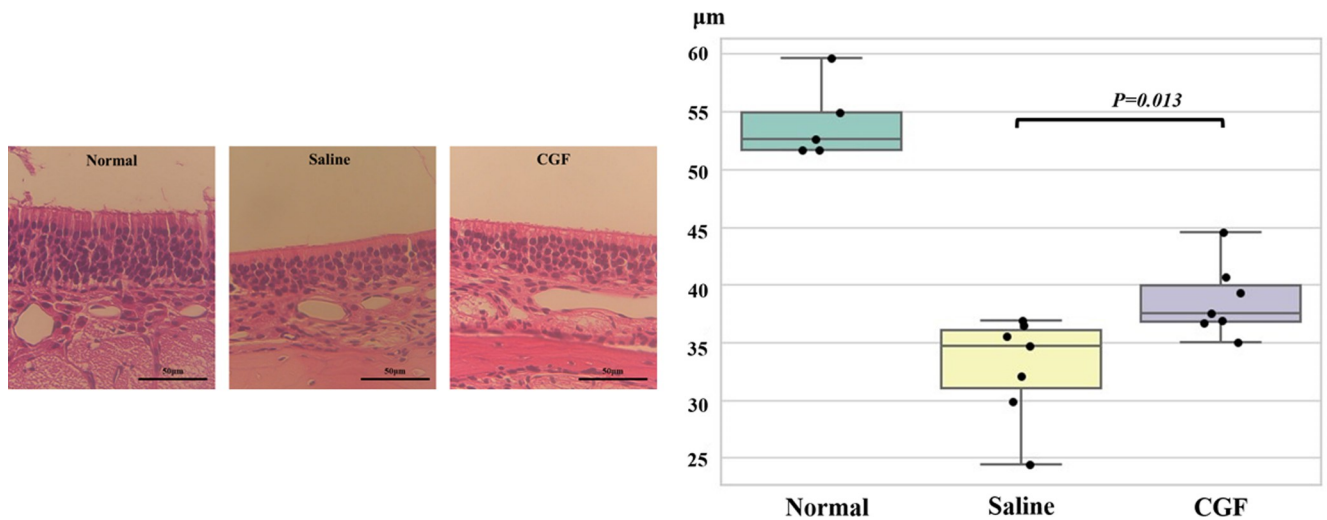 Normal
Saline
CGF
50μm
50μm
50μm
μm
60
55
50
45
40
35
30
25
P=0.013
Normal
Saline
CGF